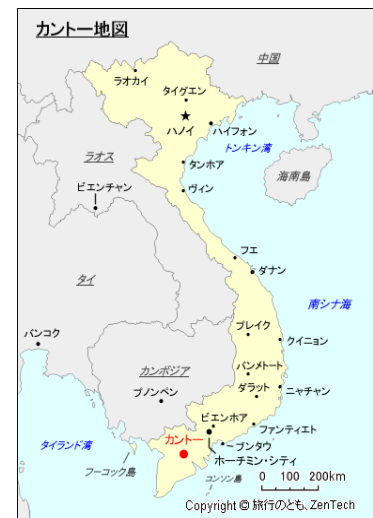 カントー地図
中国
ラオカイ
タイグエン
ハノイ
ハイフォン
トンキン湾
ラオス
タンホア
海南島
ビエンチャン
ヴィン
フエ
ダナン
タイ
南シナ海
バンコク
プレイク
クイニョン
カンボジア
バンメトート
プノンペン
ダラット
ニャチャン
ビエンホア
カントー
ファンティエト
タイランド湾
ブンタウ
ホーチミン・シティ
フーコック島
コンソン島
0 100 200km
Copyright © 旅行のとも、ZenTech